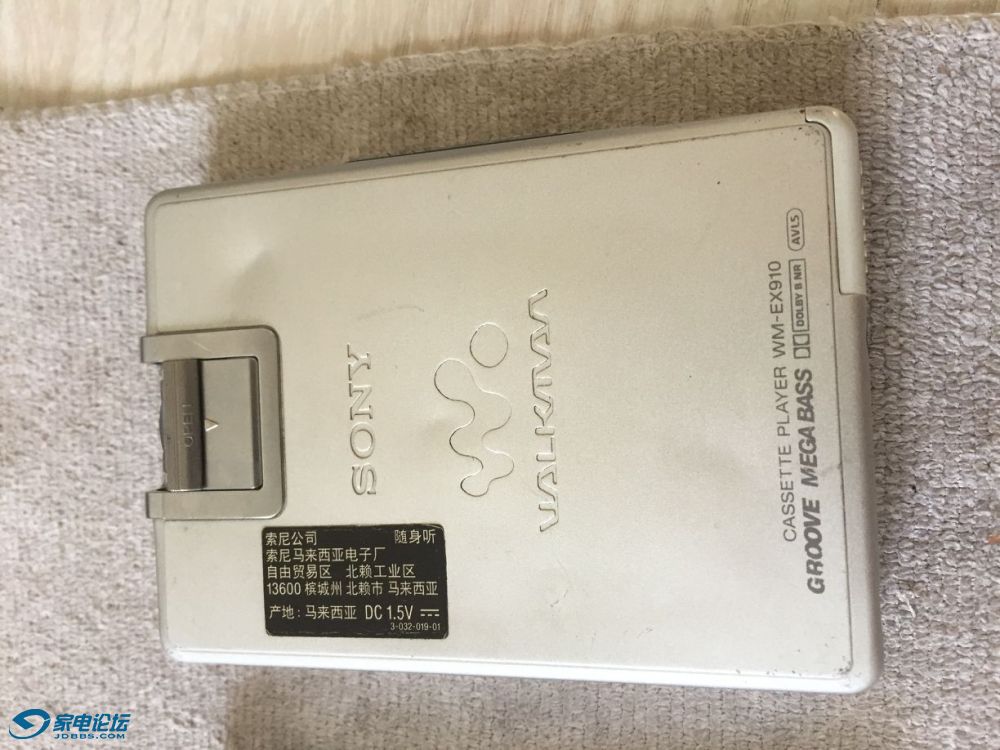 OPEN
SONY
WALKMAN
CASSETTE PLAYER WM-EX910
GROOVE MEGA BASS DOLBY B NR AVLS
索尼公司 随身听
索尼马来西亚电子厂
自由贸易区 北赖工业区
13600 槟城州 北赖市 马来西亚
产地: 马来西亚 DC 1.5V
3-032-019-01
家电论坛
JDBBS.COM